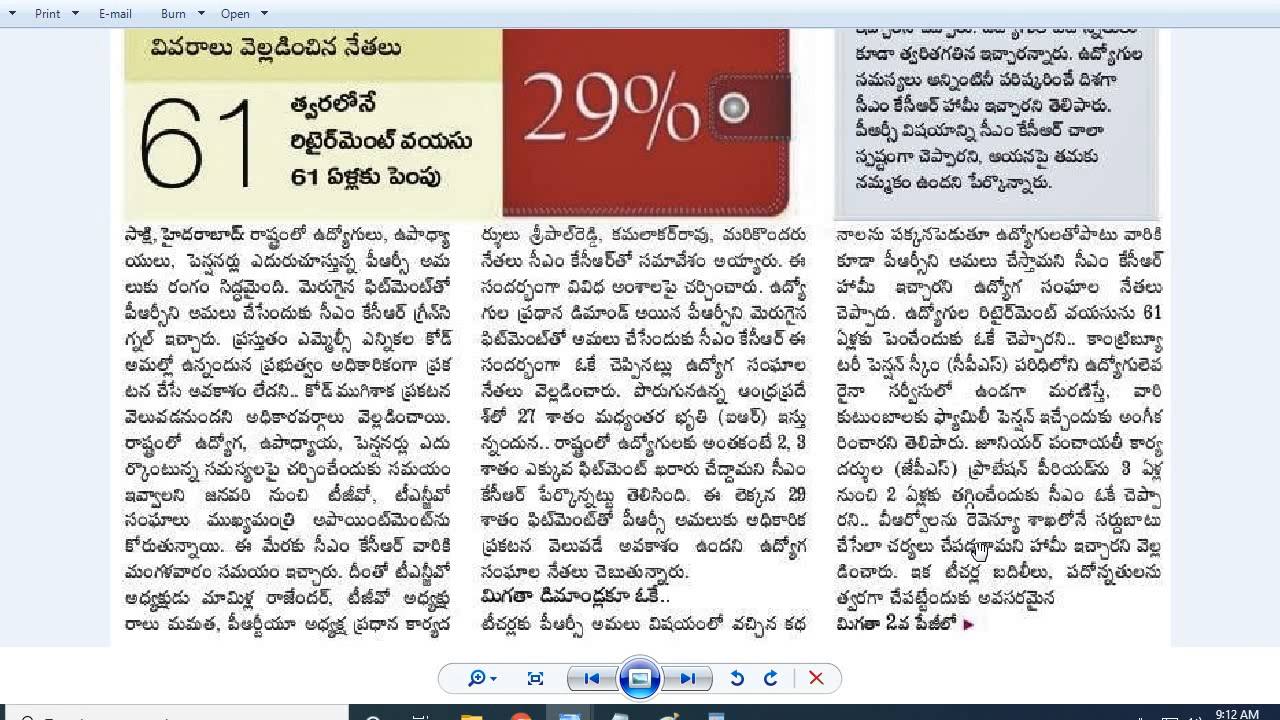 Print
E-mail
Burn
Open
వివరాలు వెల్లడించిన నేతలు
61
త్వరలోనే
రిటైర్‌మెంట్ వయసు
61 ఏళ్లకు పెంపు
29%
కూడా త్వరితగతిన ఇచ్చారన్నారు. ఉద్యోగుల
సమస్యలు అన్నింటినీ పరిష్కరించే దిశగా
సీఎం కేసీఆర్ హామీ ఇచ్చారని తెలిపారు.
పీఆర్సీ విషయాన్ని సీఎం కేసీఆర్ చాలా
స్పష్టంగా చెప్పారని, ఆయనపై తమకు
నమ్మకం ఉందని పేర్కొన్నారు.
సాక్షి, హైదరాబాద్: రాష్ట్రంలో ఉద్యోగులు, ఉపాధ్యా
యులు, పెన్షనర్లు ఎదురుచూస్తున్న పీఆర్సీ అమ
లుకు రంగం సిద్ధమైంది. మెరుగైన ఫిట్‌మెంట్‌తో
పీఆర్సీని అమలు చేసేందుకు సీఎం కేసీఆర్ గ్రీన్‌సి
గ్నల్ ఇచ్చారు. ప్రస్తుతం ఎమ్మెల్సీ ఎన్నికల కోడ్
అమల్లో ఉన్నందున ప్రభుత్వం అధికారికంగా ప్రక
టన చేసే అవకాశం లేదని.. కోడ్ ముగిశాక ప్రకటన
వెలువడనుందని అధికారవర్గాలు వెల్లడించాయి.
రాష్ట్రంలో ఉద్యోగ, ఉపాధ్యాయ, పెన్షనర్లు ఎదు
ర్కొంటున్న సమస్యలపై చర్చించేందుకు సమయం
ఇవ్వాలని జనవరి నుంచి టీజీవో, టీఎన్జీవో
సంఘాలు ముఖ్యమంత్రి అపాయింట్‌మెంట్‌ను
కోరుతున్నాయి. ఈ మేరకు సీఎం కేసీఆర్ వారికి
మంగళవారం సమయం ఇచ్చారు. దీంతో టీఎన్జీవో
అధ్యక్షుడు మామిళ్ల రాజేందర్, టీజీవో అధ్యక్షు
రాలు మమత, పీఆర్టీయూ అధ్యక్ష ప్రధాన కార్యద
ర్శులు శ్రీపాల్‌రెడ్డి, కమలాకర్‌రావు, మరికొందరు
నేతలు సీఎం కేసీఆర్‌తో సమావేశం అయ్యారు. ఈ
సందర్భంగా వివిధ అంశాలపై చర్చించారు. ఉద్యో
గుల ప్రధాన డిమాండ్ అయిన పీఆర్సీని మెరుగైన
ఫిట్‌మెంట్‌తో అమలు చేసేందుకు సీఎం కేసీఆర్ ఈ
సందర్భంగా ఓకే చెప్పినట్లు ఉద్యోగ సంఘాల
నేతలు వెల్లడించారు. పొరుగునఉన్న ఆంధ్రప్రదే
శ్‌లో 27 శాతం మధ్యంతర భృతి (ఐఆర్) ఇస్తు
న్నందున.. రాష్ట్రంలో ఉద్యోగులకు అంతకంటే 2, 3
శాతం ఎక్కువ ఫిట్‌మెంట్ ఖరారు చేద్దామని సీఎం
కేసీఆర్ పేర్కొన్నట్టు తెలిసింది. ఈ లెక్కన 29
శాతం ఫిట్‌మెంట్‌తో పీఆర్సీ అమలుకు అధికారిక
ప్రకటన వెలువడే అవకాశం ఉందని ఉద్యోగ
సంఘాల నేతలు చెబుతున్నారు.
మిగతా డిమాండ్లకూ ఓకే..
టీచర్లకు పీఆర్సీ అమలు విషయంలో వచ్చిన కథ
నాలను పక్కనపెడుతూ ఉద్యోగులతోపాటు వారికి
కూడా పీఆర్సీని అమలు చేస్తామని సీఎం కేసీఆర్
హామీ ఇచ్చారని ఉద్యోగ సంఘాల నేతలు
చెప్పారు. ఉద్యోగుల రిటైర్‌మెంట్ వయసును 61
ఏళ్లకు పెంచేందుకు ఓకే చెప్పారని.. కాంట్రిబ్యూ
టరీ పెన్షన్ స్కీం (సీపీఎస్) పరిధిలోని ఉద్యోగులెవ
రైనా సర్వీసులో ఉండగా మరణిస్తే, వారి
కుటుంబాలకు ఫ్యామిలీ పెన్షన్ ఇచ్చేందుకు అంగీక
రించారని తెలిపారు. జూనియర్ పంచాయతీ కార్య
దర్శుల (జేపీఎస్) ప్రొబేషన్ పీరియడ్‌ను 3 ఏళ్ల
నుంచి 2 ఏళ్లకు తగ్గించేందుకు సీఎం ఓకే చెప్పా
రని.. వీఆర్వోలను రెవెన్యూ శాఖలోనే సర్దుబాటు
చేసేలా చర్యలు చేపడ్తామని హామీ ఇచ్చారని వెల్ల
డించారు. ఇక టీచర్ల బదిలీలు, పదోన్నతులను
త్వరగా చేపట్టేందుకు అవసరమైన
మిగతా 2వ పేజీలో
9:12 AM